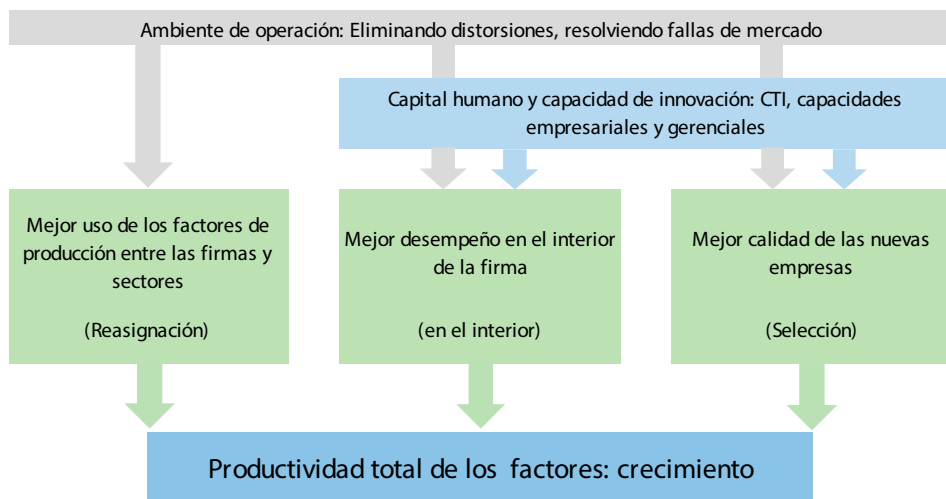 Ambiente de operación: Eliminando distorsiones, resolviendo fallas de mercado
Capital humano y capacidad de innovación: CTI, capacidades
empresariales y gerenciales
Mejor uso de los factores de
producción entre las firmas y
sectores
(Reasignación)
Mejor desempeño en el interior
de la firma
(en el interior)
Mejor calidad de las nuevas
empresas
(Selección)
Productividad total de los factores: crecimiento